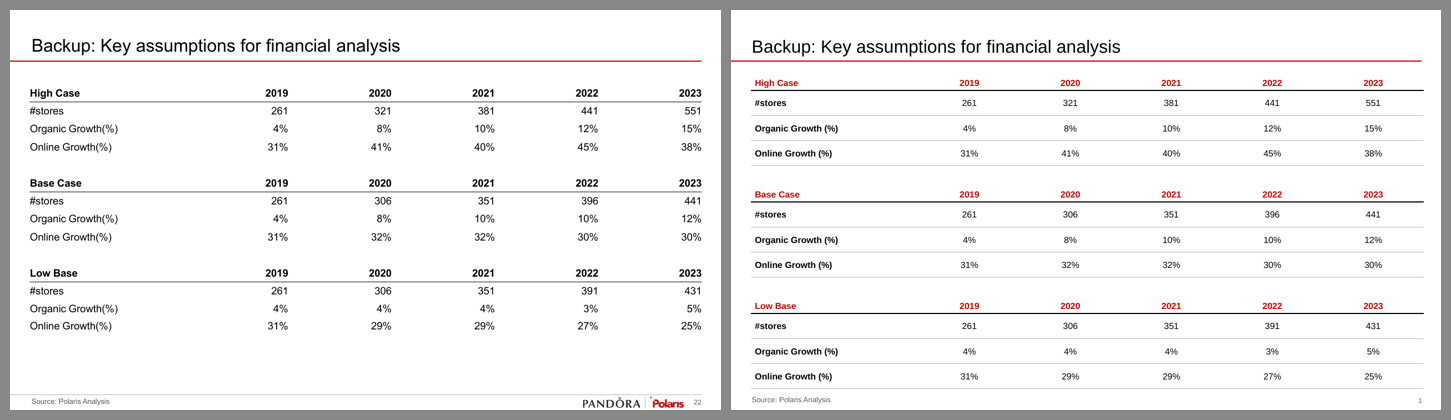 Backup: Key assumptions for financial analysis
High Case 2019 2020 2021 2022 2023
#stores 261 321 381 441 551
Organic Growth(%) 4% 8% 10% 12% 15%
Online Growth(%) 31% 41% 40% 45% 38%
Base Case 2019 2020 2021 2022 2023
#stores 261 306 351 396 441
Organic Growth(%) 4% 8% 10% 10% 12%
Online Growth(%) 31% 32% 32% 30% 30%
Low Base 2019 2020 2021 2022 2023
#stores 261 306 351 391 431
Organic Growth(%) 4% 4% 4% 3% 5%
Online Growth(%) 31% 29% 29% 27% 25%
Source: Polaris Analysis
PANDÓRA Polaris 22
Backup: Key assumptions for financial analysis
High Case 2019 2020 2021 2022 2023
#stores 261 321 381 441 551
Organic Growth (%) 4% 8% 10% 12% 15%
Online Growth (%) 31% 41% 40% 45% 38%
Base Case 2019 2020 2021 2022 2023
#stores 261 306 351 396 441
Organic Growth (%) 4% 8% 10% 10% 12%
Online Growth (%) 31% 32% 32% 30% 30%
Low Base 2019 2020 2021 2022 2023
#stores 261 306 351 391 431
Organic Growth (%) 4% 4% 4% 3% 5%
Online Growth (%) 31% 29% 29% 27% 25%
Source: Polaris Analysis
1